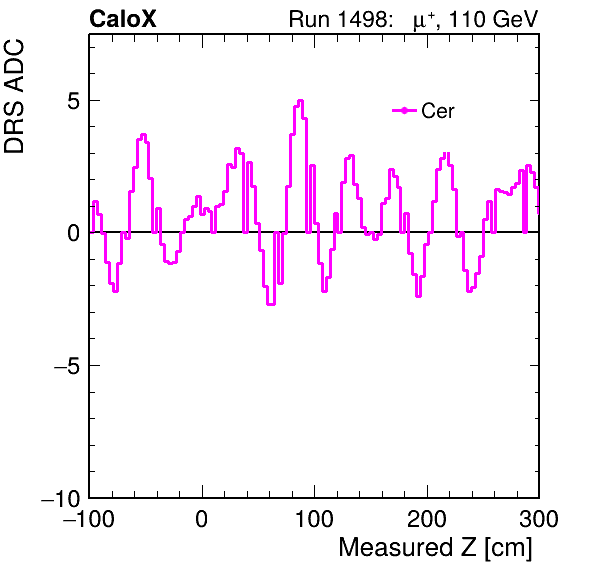 CaloX Run 1498: μ⁺, 110 GeV
DRS ADC
Cer
5
0
−5
−10
−100 0 100 200 300
Measured Z [cm]